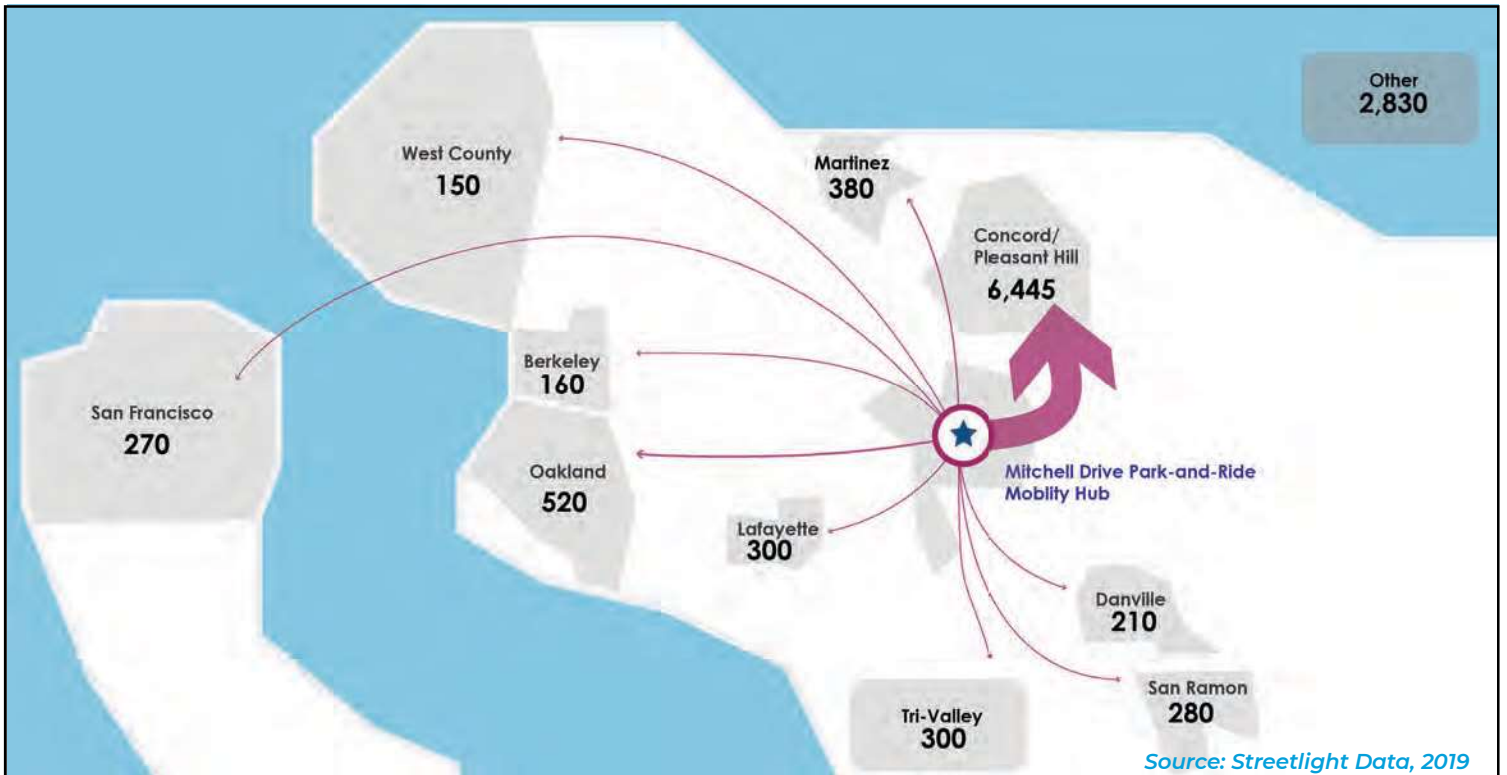 Other
2,830
West County
150
Martinez
380
Concord/
Pleasant Hill
6,445
Berkeley
160
San Francisco
270
Oakland
520
Mitchell Drive Park-and-Ride
Moblity Hub
Lafayette
300
Danville
210
San Ramon
280
Tri-Valley
300
Source: Streetlight Data, 2019